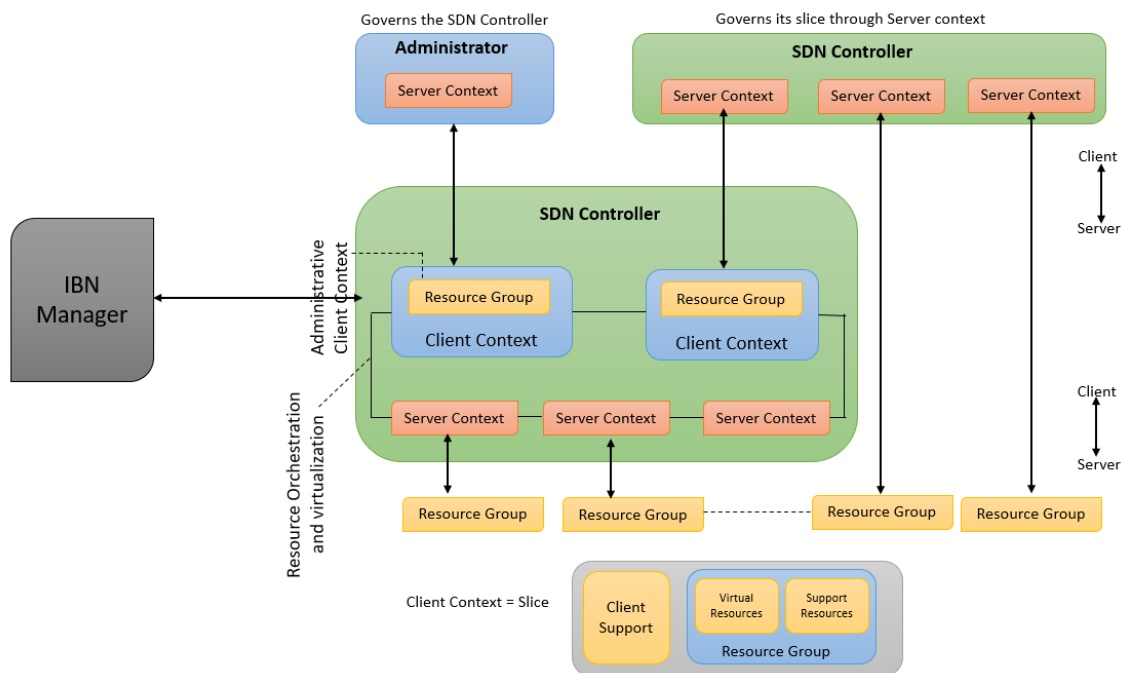 Governs the SDN Controller
Governs its slice through Server context
Administrator
Server Context
SDN Controller
Server Context
Server Context
Server Context
Client
Server
SDN Controller
IBN
Manager
Administrative
Client Context
Resource Group
Client Context
Resource Group
Client Context
Resource Orchestration
and virtualization
Server Context
Server Context
Server Context
Client
Server
Resource Group
Resource Group
Resource Group
Resource Group
Client Context = Slice
Client
Support
Virtual
Resources
Support
Resources
Resource Group